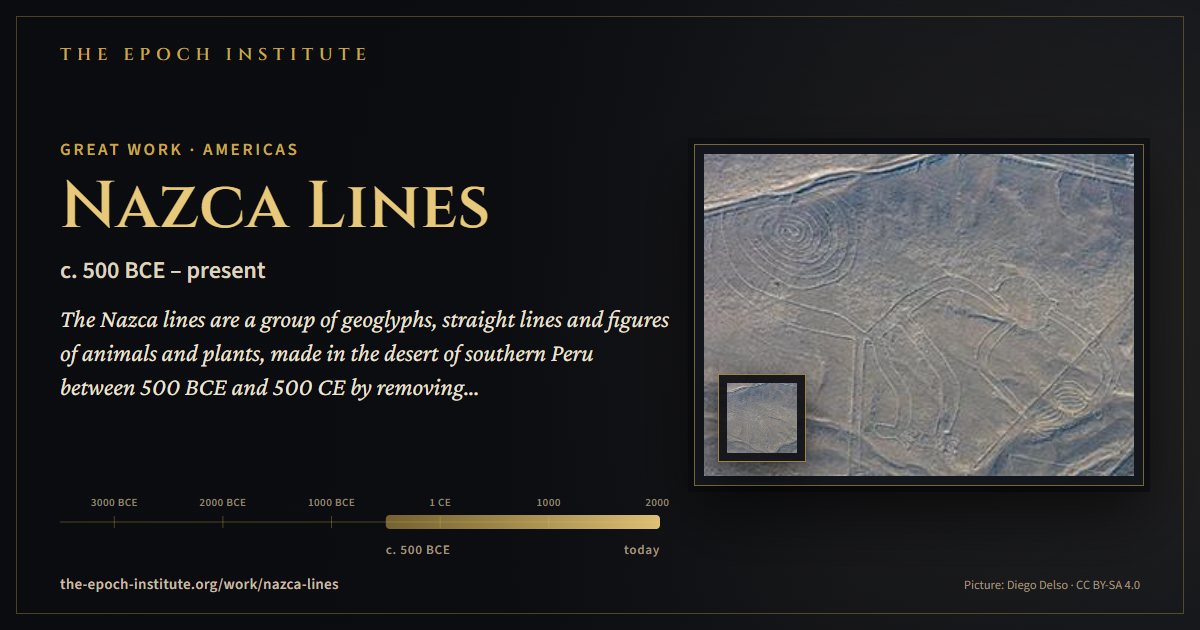 THE EPOCH INSTITUTE
GREAT WORK · AMERICAS
NAZCA LINES
c. 500 BCE – present
The Nazca lines are a group of geoglyphs, straight lines and figures
of animals and plants, made in the desert of southern Peru
between 500 BCE and 500 CE by removing...
3000 BCE 2000 BCE 1000 BCE 1 CE 1000 2000
c. 500 BCE today
the-epoch-institute.org/work/nazca-lines
Picture: Diego Delso · CC BY-SA 4.0